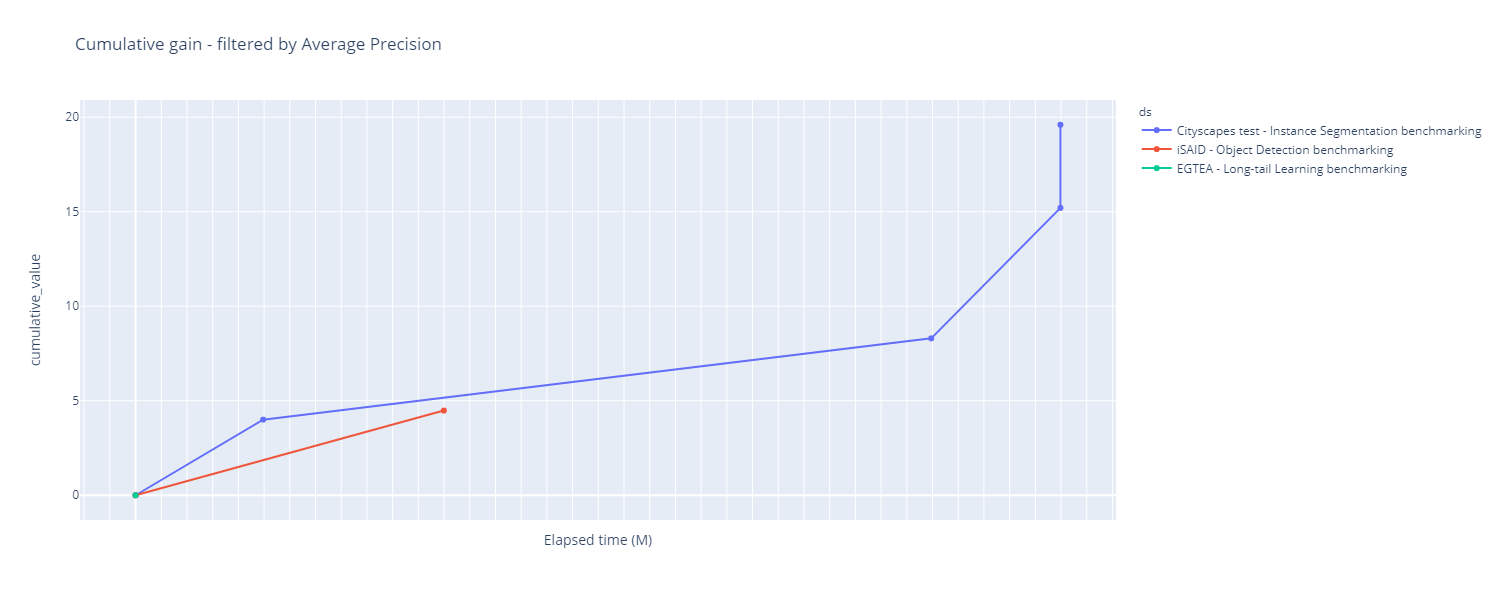 Cumulative gain - filtered by Average Precision
ds
Cityscapes test - Instance Segmentation benchmarking
iSAID - Object Detection benchmarking
EGTEA - Long-tail Learning benchmarking
20
15
10
5
0
cumulative_value
Elapsed time (M)